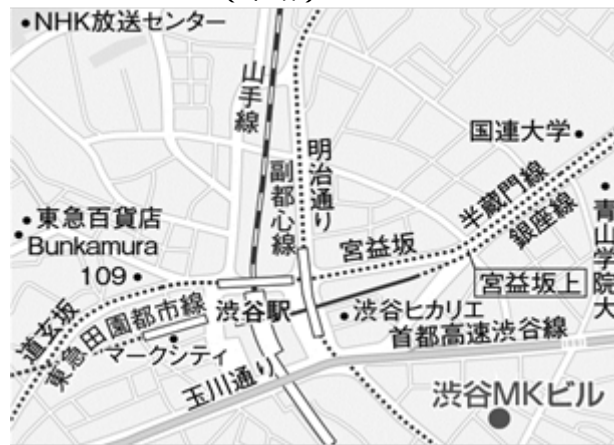 NHK放送センター
山手線
明治通り
国連大学
副都心線
半蔵門線
銀座線
東急百貨店
Bunkamura
宮益坂
青山学院大
109
宮益坂上
渋谷駅
渋谷ヒカリエ
道玄坂
東急田園都市線
首都高速渋谷線
マークシティ
玉川通り
渋谷MKビル